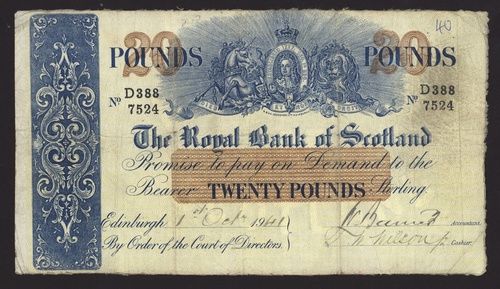 40
20 20
POUNDS POUNDS
Nº D388 7524 Nº D388 7524
The Royal Bank of Scotland
Promise to pay on Demand to the
Bearer TWENTY POUNDS Sterling.
Edinburgh 1st Octr. 1941
By Order of the Court of Directors
Accountant.
Cashier.